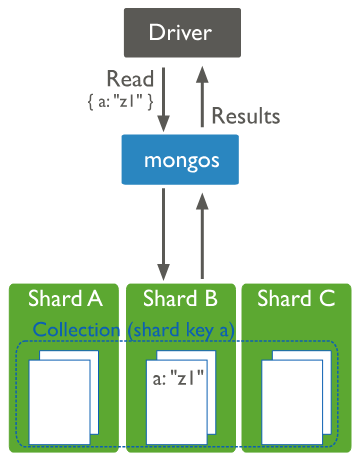 Driver
Read
{ a: "z1" }
Results
mongos
Shard A
Shard B
Shard C
Collection (shard key a)
a: "z1"